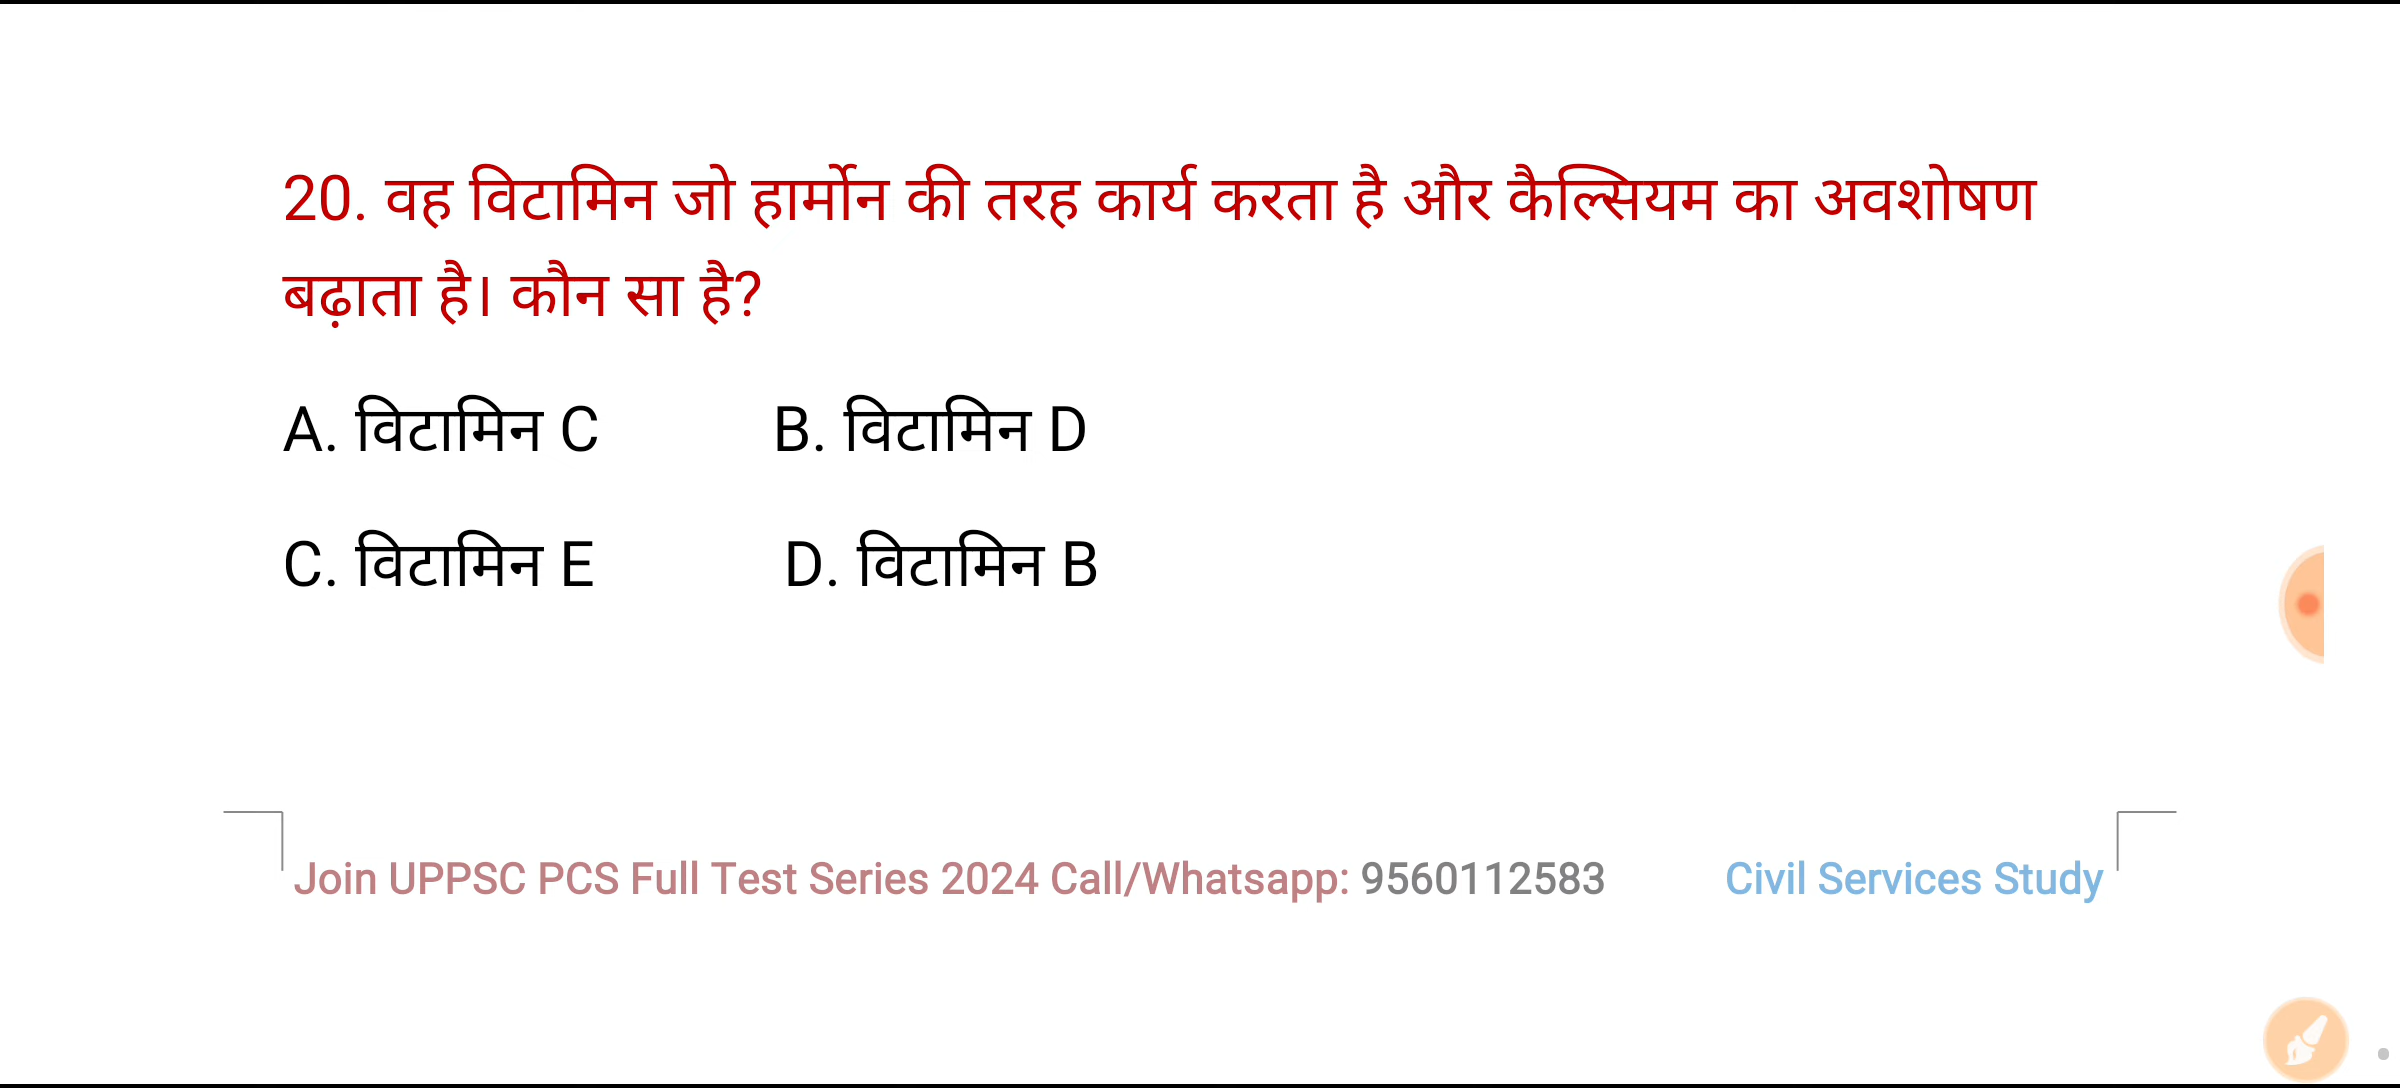 20. वह विटामिन जो हार्मोन की तरह कार्य करता है और कैल्सियम का अवशोषण
बढ़ाता है। कौन सा है?
A. विटामिन C B. विटामिन D
C. विटामिन E D. विटामिन B
Join UPPSC PCS Full Test Series 2024 Call/Whatsapp: 9560112583 Civil Services Study